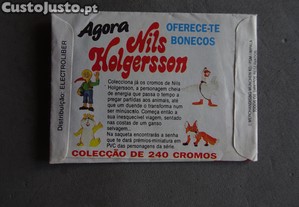 CustoJusto.pt
Agora
OFERECE-TE
BONECOS
Nils
Holgersson
Colecciona já os cromos de Nils
Holgersson, a personagem cheia
de energia que passa o tempo a
pregar partidas aos animais, até
que um duende o transforma num
ser minúsculo. Começa então a
sua inesquecível viagem, sentado
nas costas de um ganso
selvagem...
Na saqueta encontrarás a senha
que te dará prémios-miniatura em
PVC das personagens da série.
COLECÇÃO DE 240 CROMOS
Distribuição: ELECTROLIBER